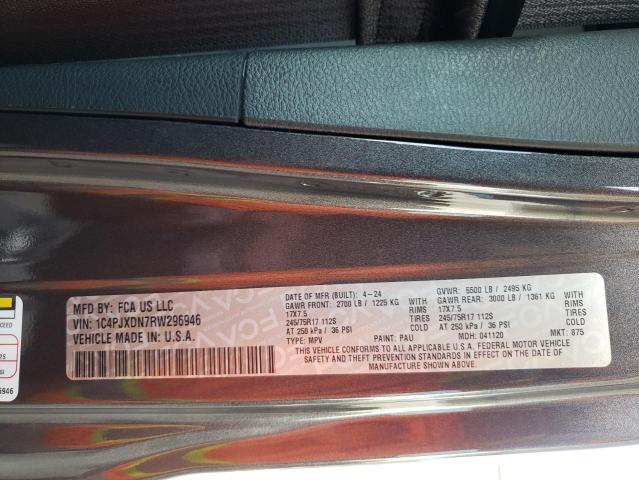 MFD BY: FCA US LLC
VIN: 1C4PJXDN7RW296946
VEHICLE MADE IN: U.S.A.
DATE OF MFR (BUILT): 4-24
GVWR: 5500 LB / 2495 KG
GAWR FRONT: 2700 LB / 1225 KG
GAWR REAR: 3000 LB / 1361 KG
17X7.5 RIMS
17X7.5 RIMS
245/75R17 112S TIRES
245/75R17 112S TIRES
AT 250 kPa / 36 PSI COLD
AT 250 kPa / 36 PSI COLD
TYPE: MPV
PAINT: PAU
MDH: 041120
MKT: 875
CONFORMS TO ALL APPLICABLE U.S.A. FEDERAL MOTOR VEHICLE
SAFETY, BUMPER, AND THEFT PREVENTION STANDARDS IN EFFECT ON THE DATE OF
MANUFACTURE SHOWN ABOVE.